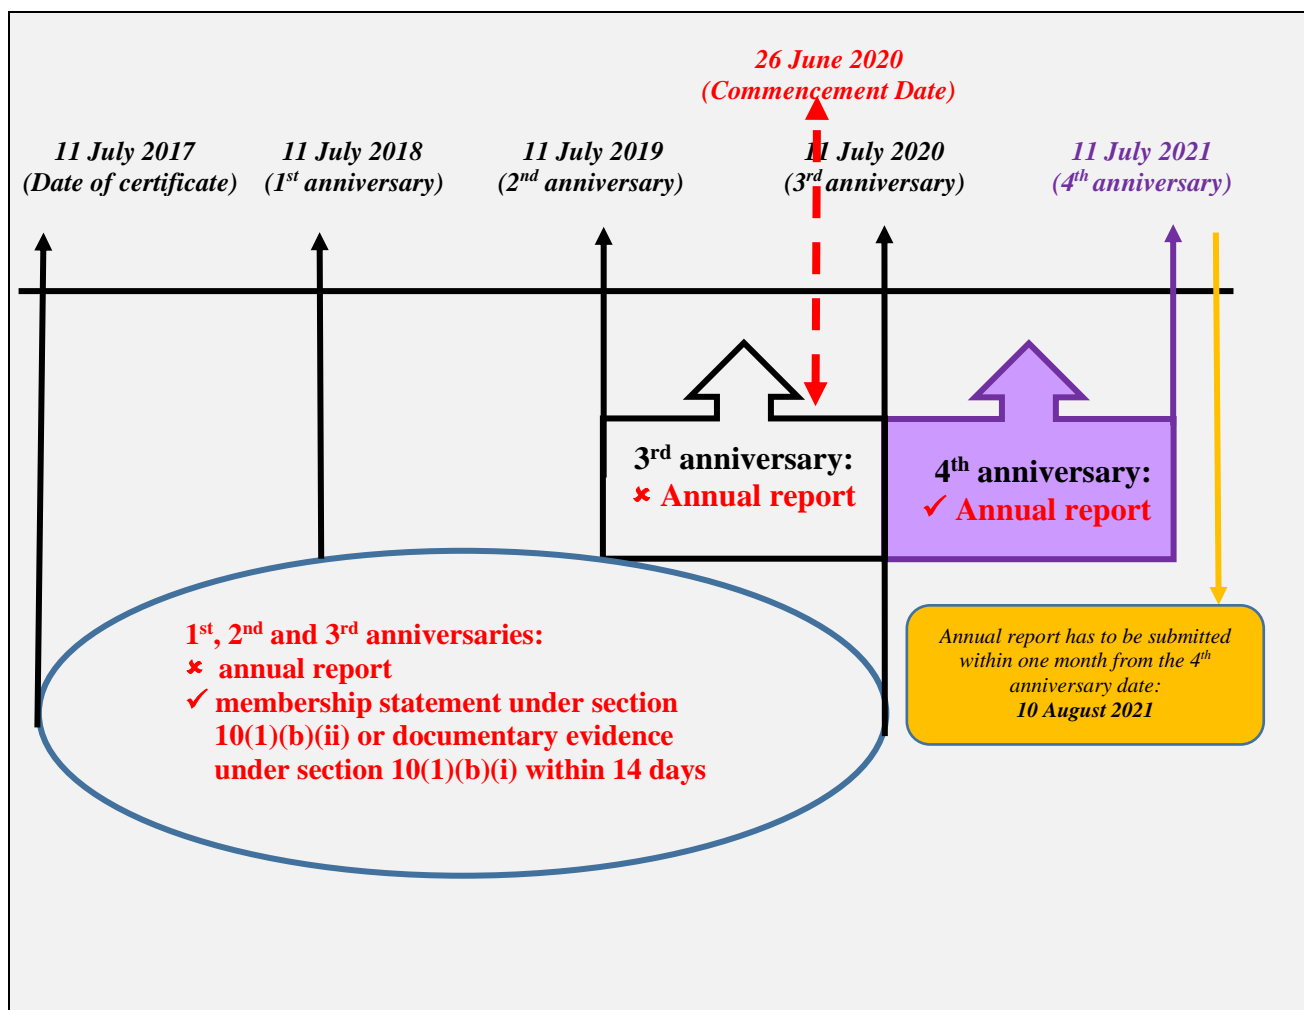 26 June 2020
(Commencement Date)
11 July 2017
(Date of certificate)
11 July 2018
(1st anniversary)
11 July 2019
(2nd anniversary)
11 July 2020
(3rd anniversary)
11 July 2021
(4th anniversary)
3rd anniversary:
✘ Annual report
4th anniversary:
✓ Annual report
1st, 2nd and 3rd anniversaries:
✘ annual report
✓ membership statement under section
10(1)(b)(ii) or documentary evidence
under section 10(1)(b)(i) within 14 days
Annual report has to be submitted
within one month from the 4th
anniversary date:
10 August 2021